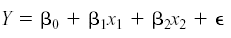 Y = β₀ + β₁x₁ + β₂x₂ + ϵ